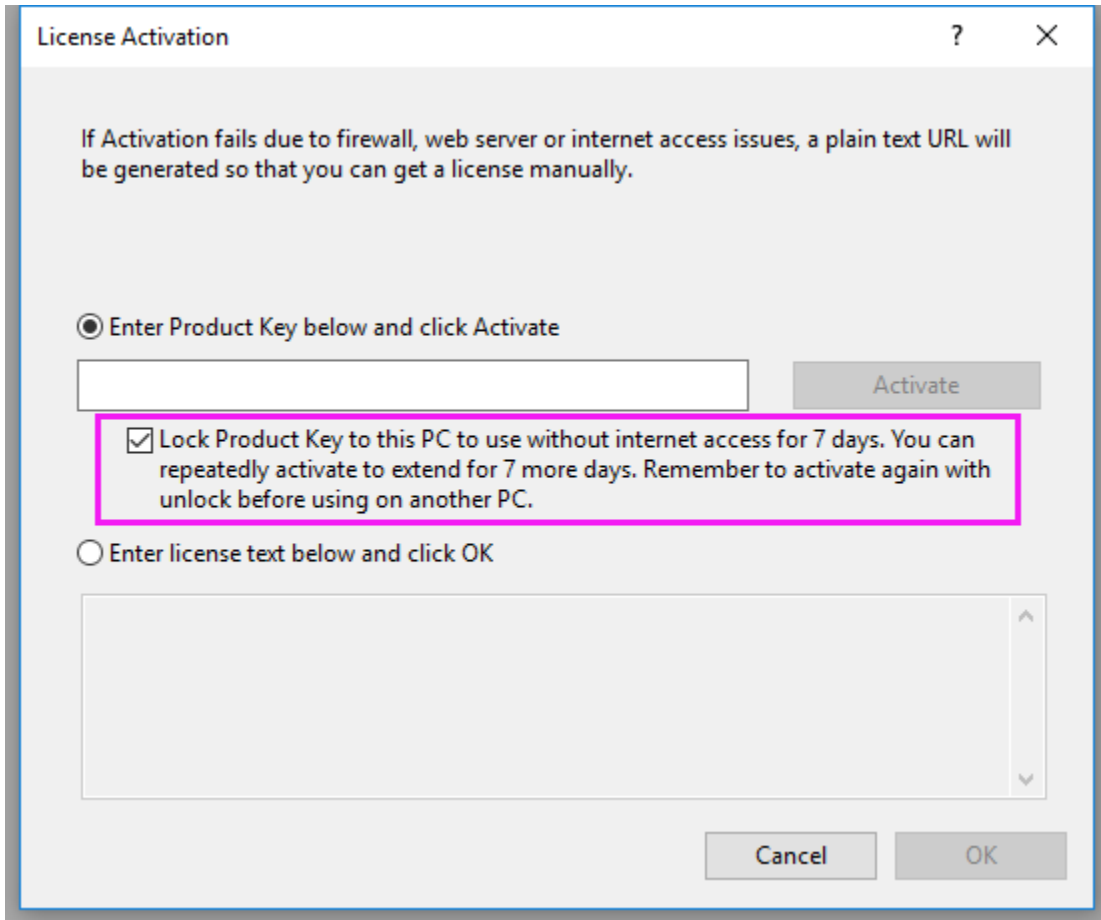 License Activation ?
If Activation fails due to firewall, web server or internet access issues, a plain text URL will
be generated so that you can get a license manually.
Enter Product Key below and click Activate
Activate
Lock Product Key to this PC to use without internet access for 7 days. You can
repeatedly activate to extend for 7 more days. Remember to activate again with
unlock before using on another PC.
Enter license text below and click OK
Cancel OK